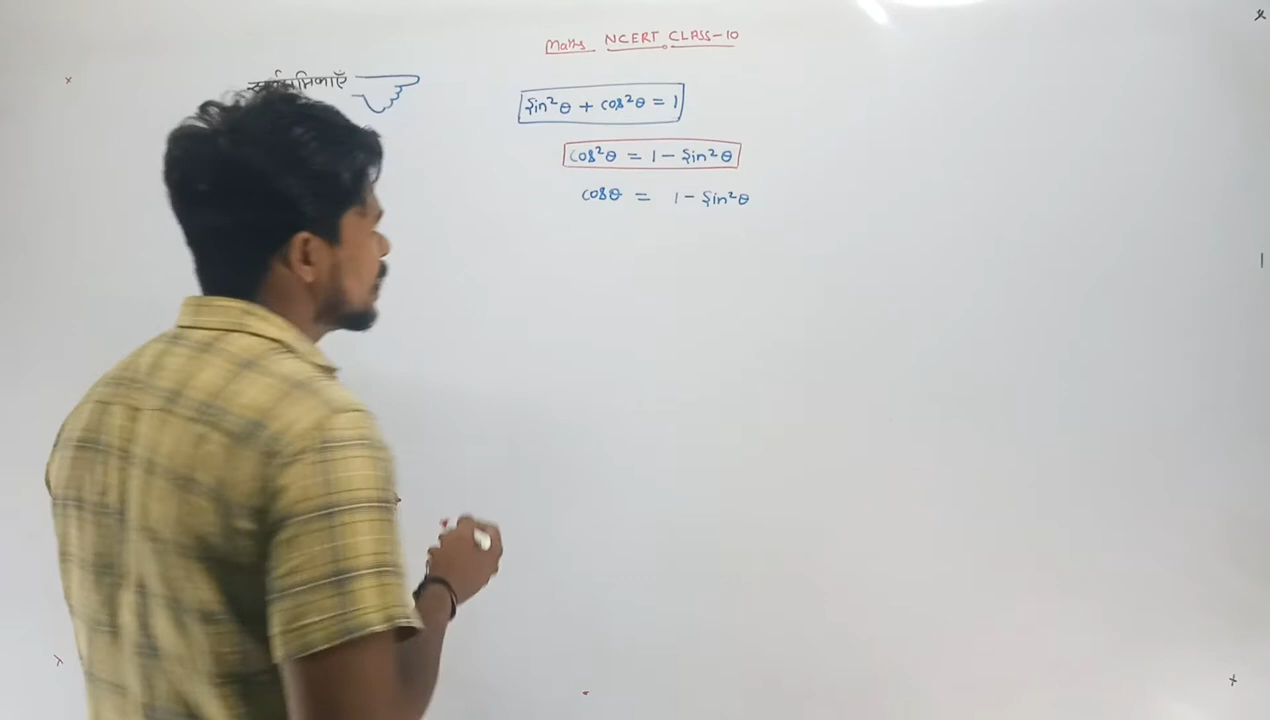 Maths NCERT CLASS-10
sin²θ + cos²θ = 1
cos²θ = 1 - sin²θ
cosθ = 1 - sin²θ